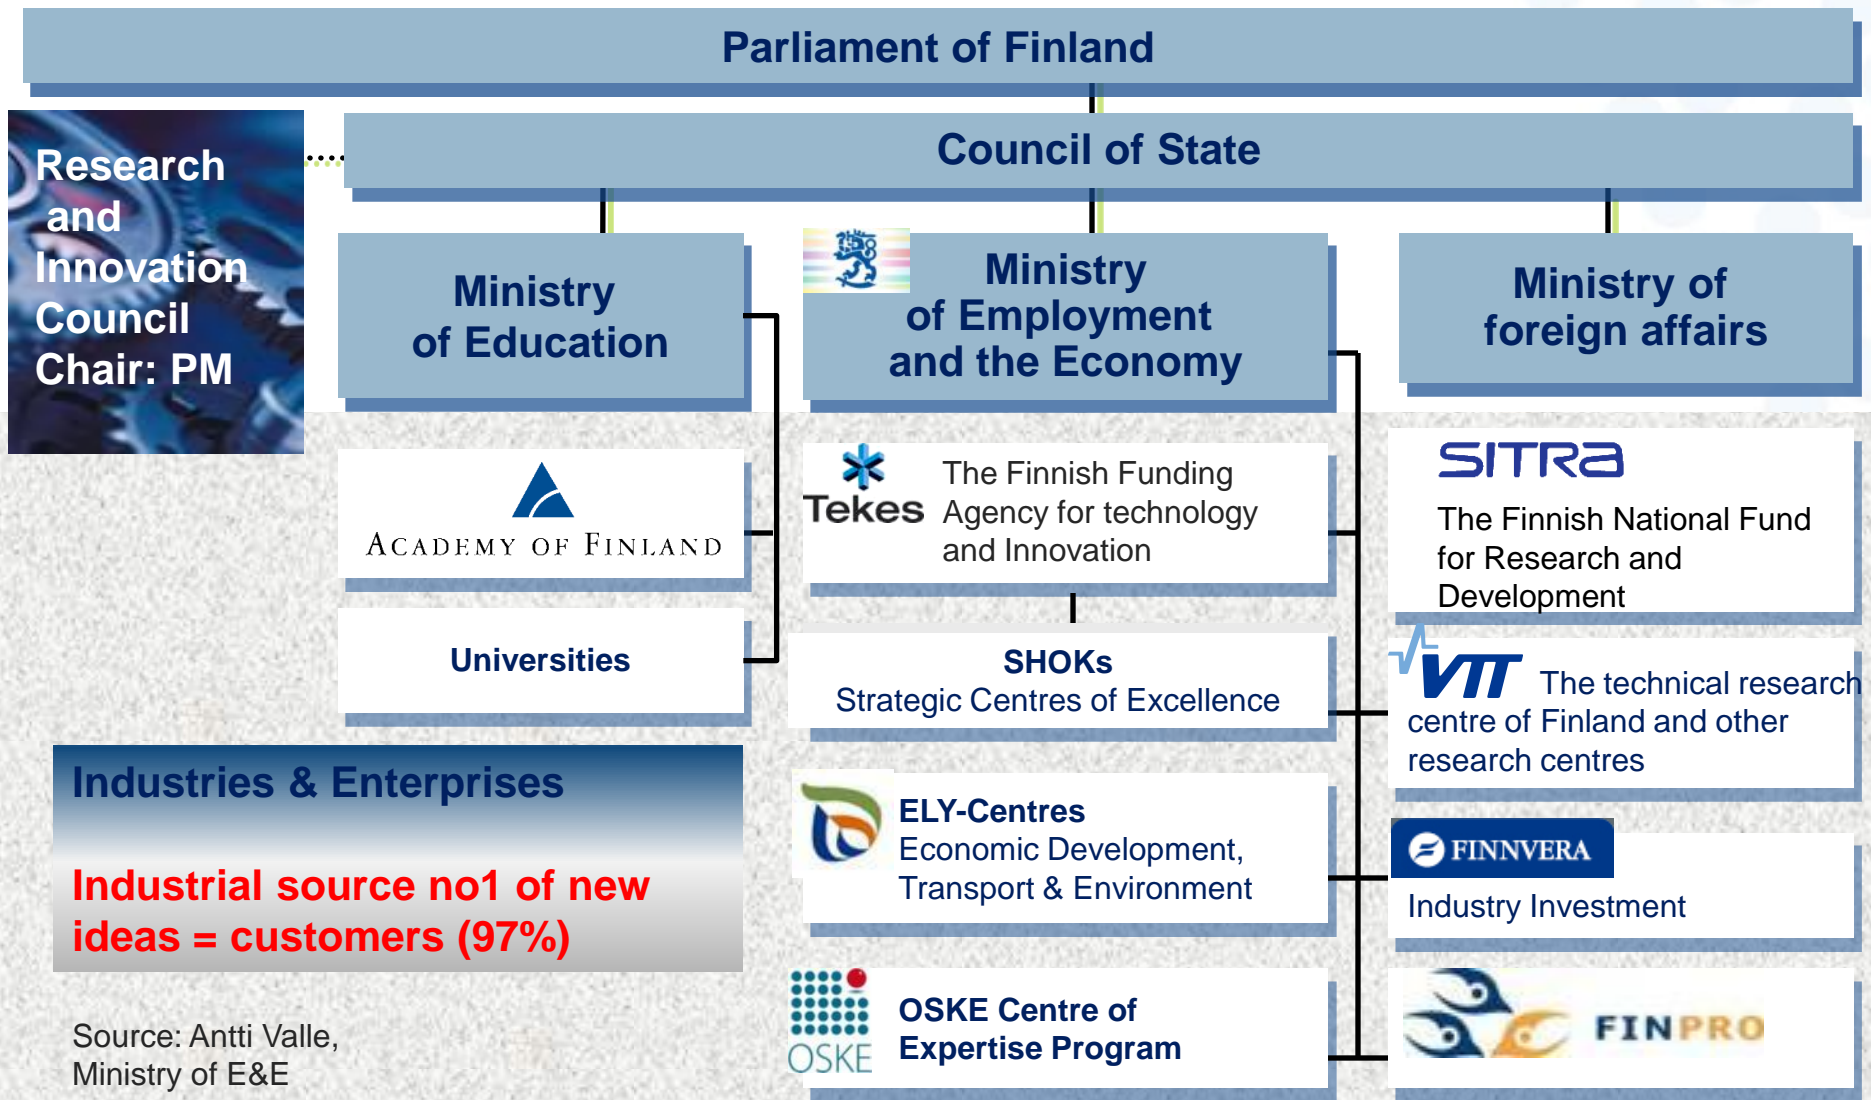 Parliament of Finland
Research
and
Innovation
Council
Chair: PM
Council of State
Ministry
of Education
Ministry
of Employment
and the Economy
Ministry of
foreign affairs
ACADEMY OF FINLAND
Universities
Tekes
The Finnish Funding
Agency for technology
and Innovation
SHOKs
Strategic Centres of Excellence
ELY-Centres
Economic Development,
Transport & Environment
OSKE
OSKE Centre of
Expertise Program
SITRA
The Finnish National Fund
for Research and
Development
VTT The technical research
centre of Finland and other
research centres
FINNVERA
Industry Investment
FINPRO
Industries & Enterprises
Industrial source no1 of new
ideas = customers (97%)
Source: Antti Valle,
Ministry of E&E